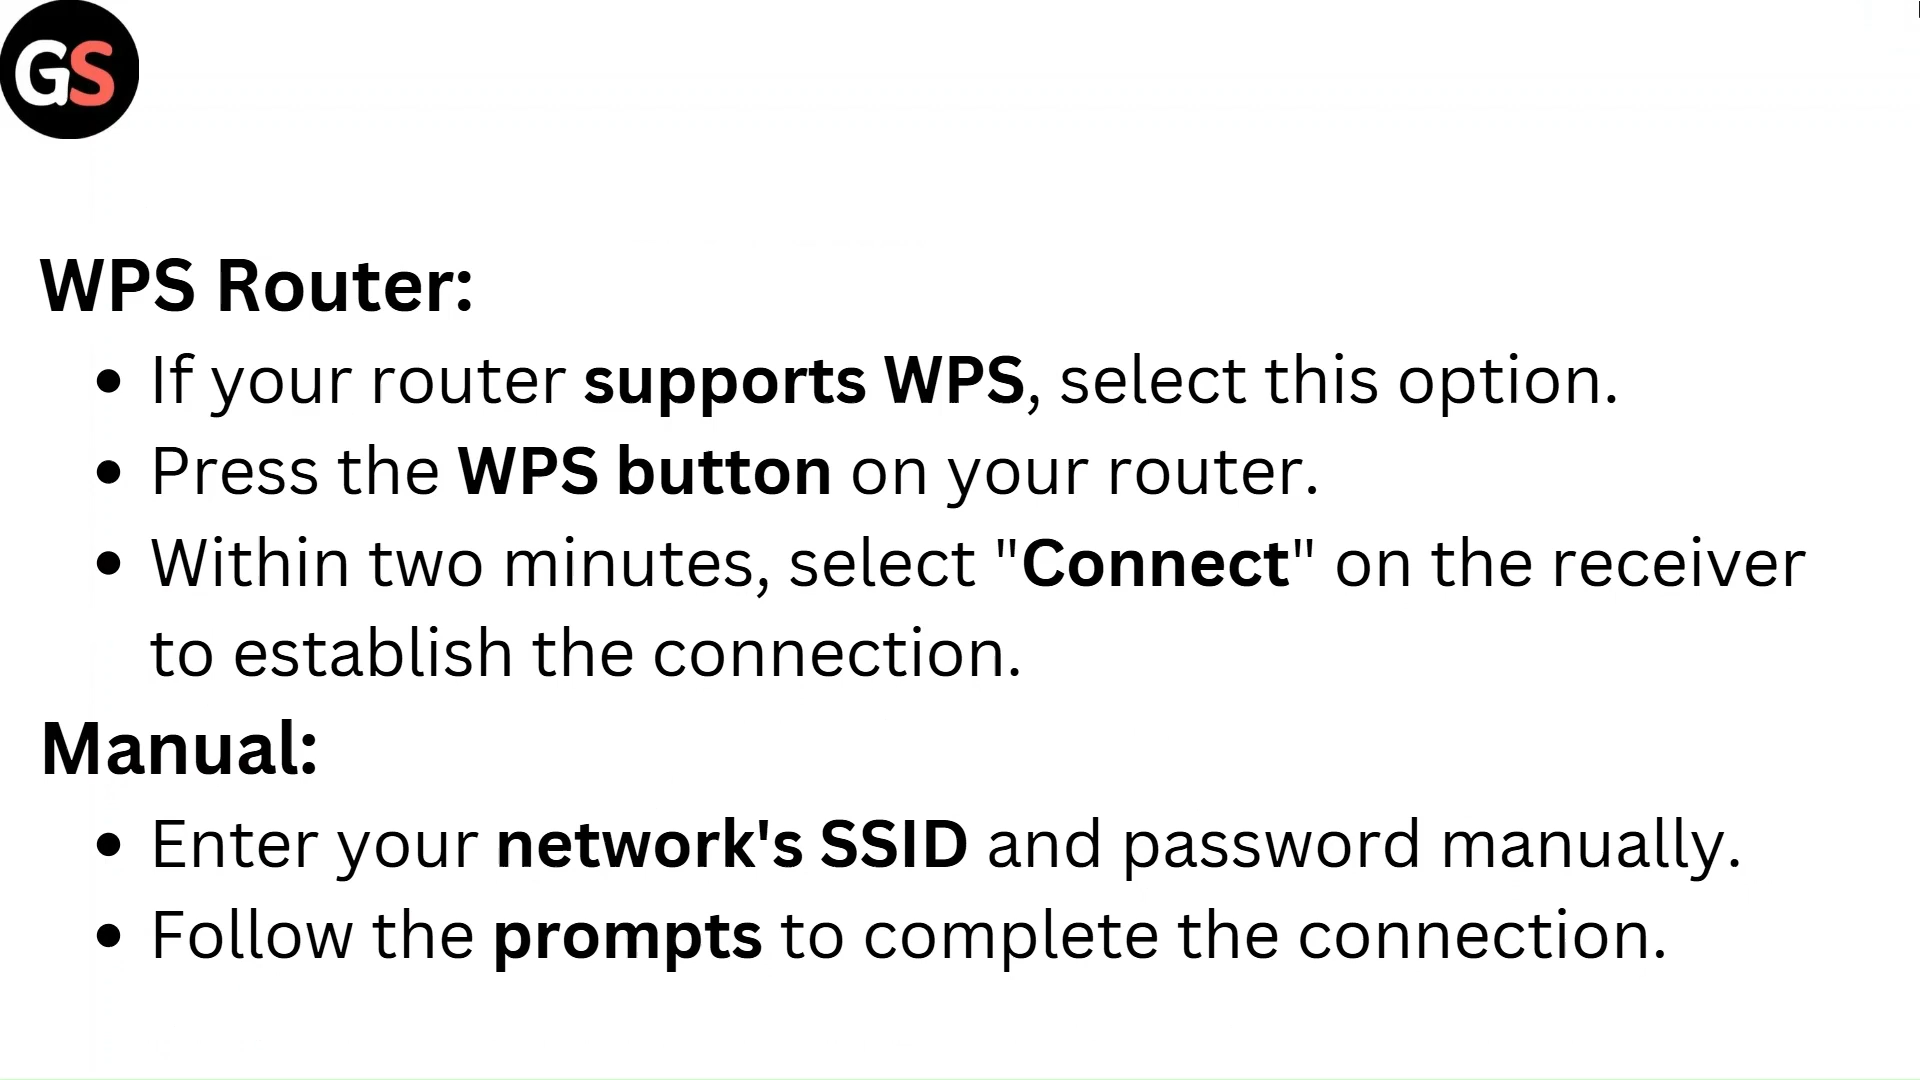 GS
WPS Router:
• If your router supports WPS, select this option.
• Press the WPS button on your router.
• Within two minutes, select "Connect" on the receiver
to establish the connection.
Manual:
• Enter your network's SSID and password manually.
• Follow the prompts to complete the connection.